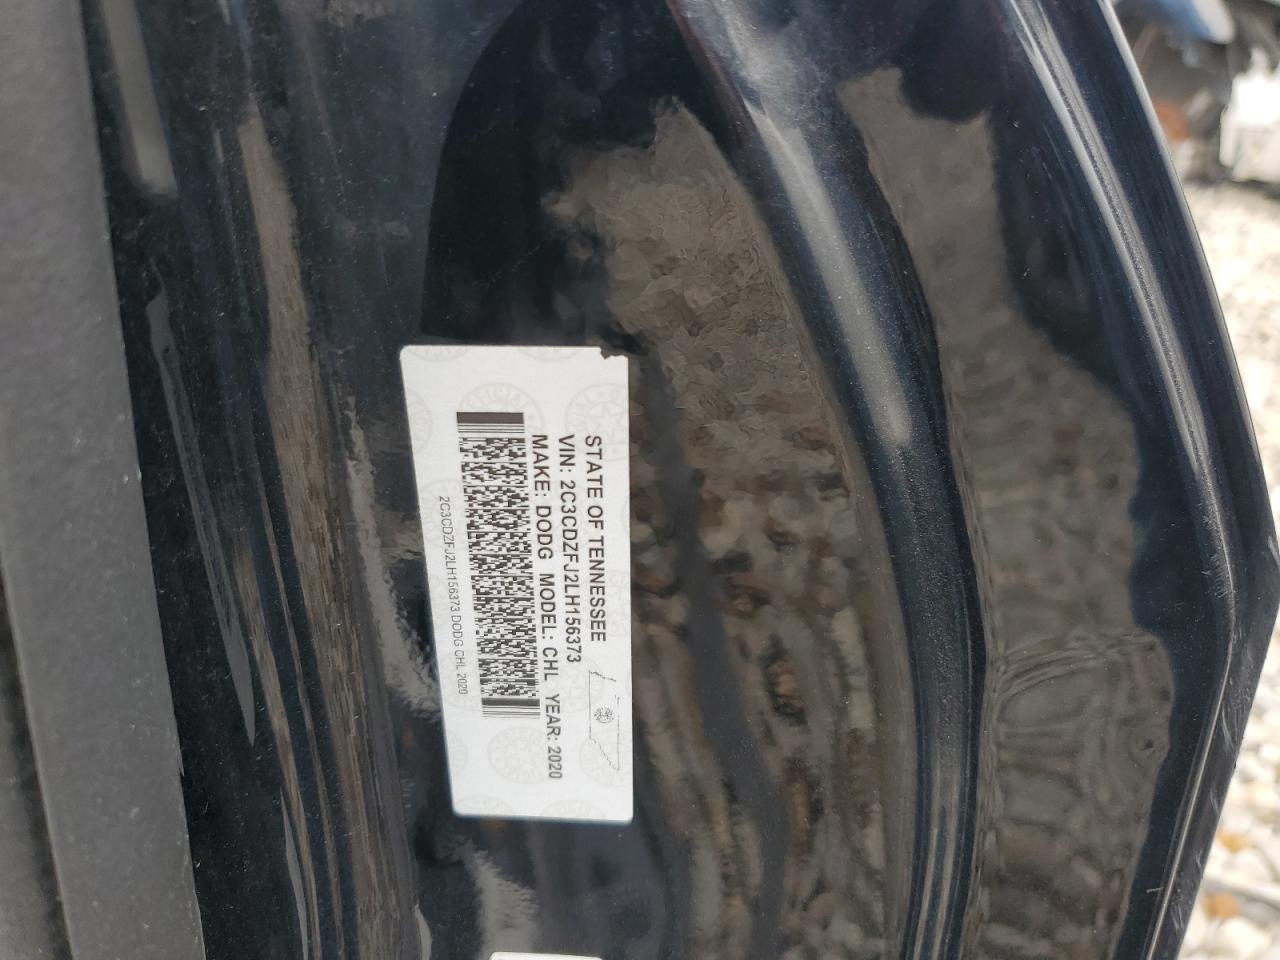 STATE OF TENNESSEE
VIN: 2C3CDZFJ2LH156373
MAKE: DODG MODEL: CHL YEAR: 2020
2C3CDZFJ2LH156373 DODG CHL 2020